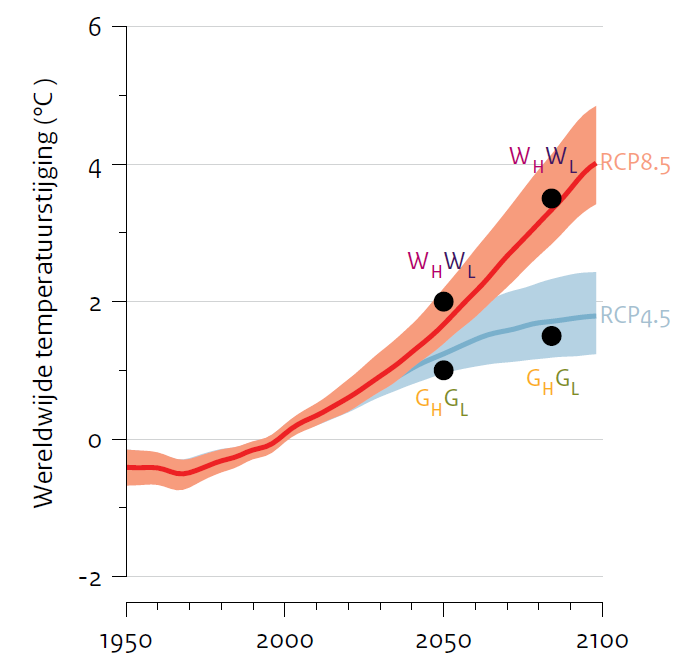 Wereldwijde temperatuurstijging (°C )
6
4
2
0
-2
WHWL
RCP8.5
WHWL
RCP4.5
GHGL
GHGL
1950 2000 2050 2100